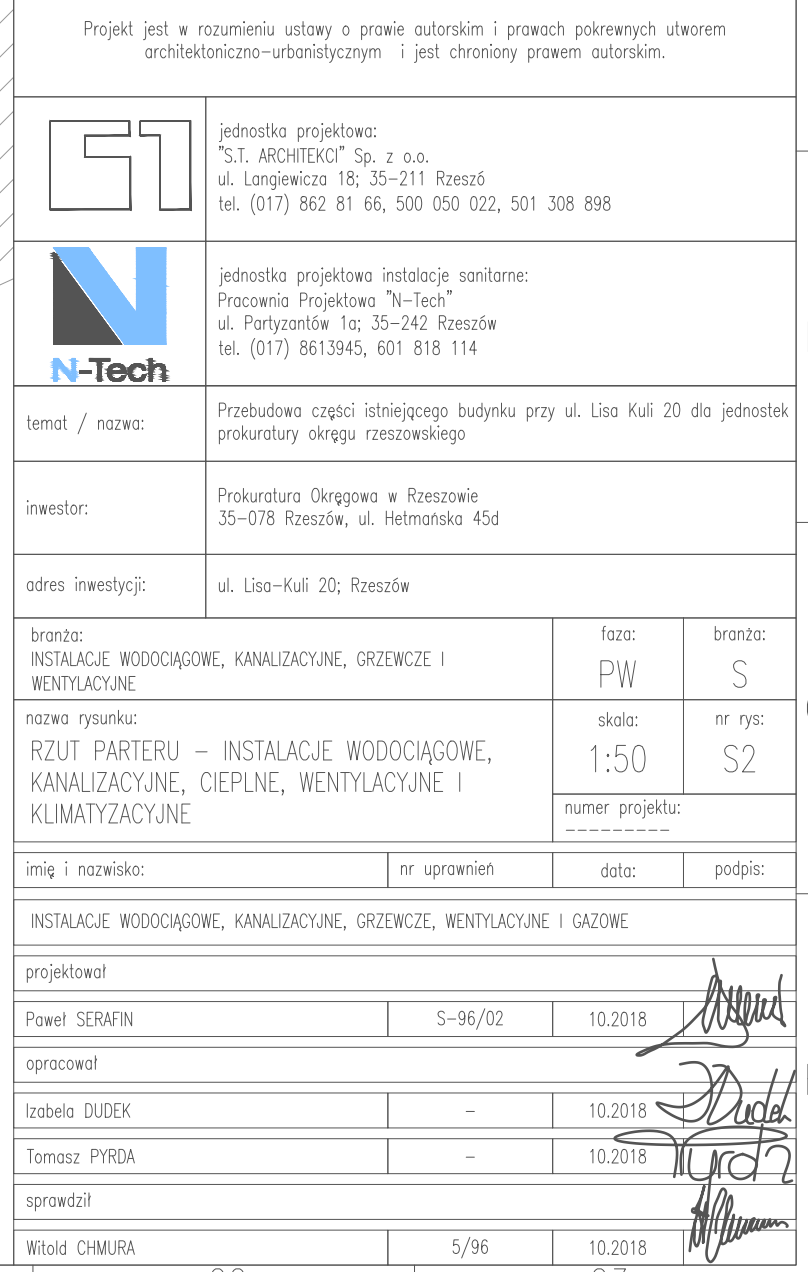 Projekt jest w rozumieniu ustawy o prawie autorskim i prawach pokrewnych utworem
architektoniczno-urbanistycznym i jest chroniony prawem autorskim.
jednostka projektowa:
"S.T. ARCHITEKCI" Sp. z o.o.
ul. Langiewicza 18; 35-211 Rzeszó
tel. (017) 862 81 66, 500 050 022, 501 308 898
N-Tech
jednostka projektowa instalacje sanitarne:
Pracownia Projektowa "N-Tech"
ul. Partyzantów 1a; 35-242 Rzeszów
tel. (017) 8613945, 601 818 114
temat / nazwa:
Przebudowa części istniejącego budynku przy ul. Lisa Kuli 20 dla jednostek
prokuratury okręgu rzeszowskiego
inwestor:
Prokuratura Okręgowa w Rzeszowie
35-078 Rzeszów, ul. Hetmańska 45d
adres inwestycji:
ul. Lisa-Kuli 20; Rzeszów
branża:
INSTALACJE WODOCIĄGOWE, KANALIZACYJNE, GRZEWCZE I
WENTYLACYJNE
faza:
PW
branża:
S
nazwa rysunku:
RZUT PARTERU - INSTALACJE WODOCIĄGOWE,
KANALIZACYJNE, CIEPLNE, WENTYLACYJNE I
KLIMATYZACYJNE
skala:
1:50
nr rys:
S2
numer projektu:
---------
imię i nazwisko: nr uprawnień data: podpis:
INSTALACJE WODOCIĄGOWE, KANALIZACYJNE, GRZEWCZE, WENTYLACYJNE I GAZOWE
projektował
Paweł SERAFIN S-96/02 10.2018
opracował
Izabela DUDEK - 10.2018 Dudek
Tomasz PYRDA - 10.2018 Pyrda
sprawdził
Witold CHMURA 5/96 10.2018